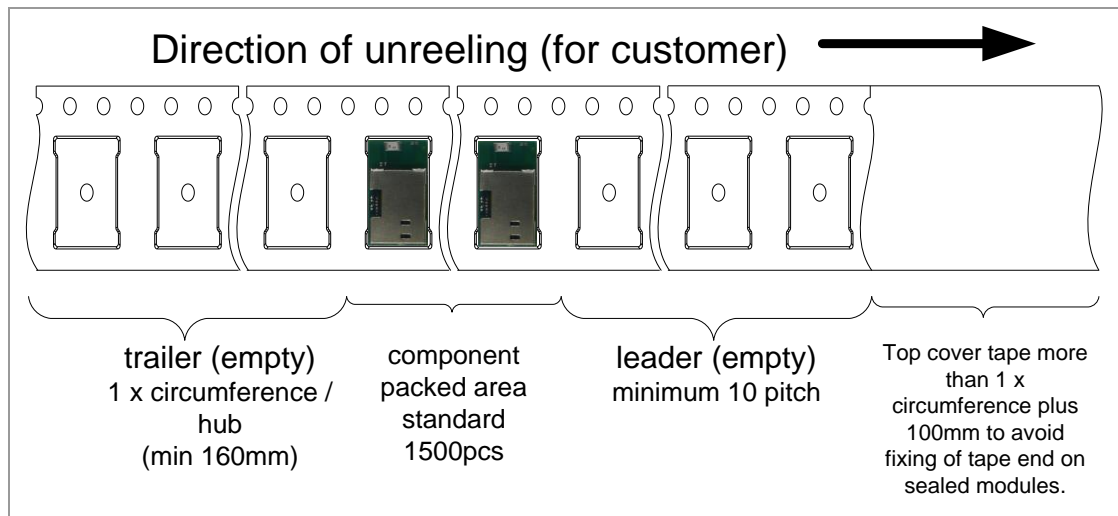 Direction of unreeling (for customer)
trailer (empty)
1 x circumference /
hub
(min 160mm)
component
packed area
standard
1500pcs
leader (empty)
minimum 10 pitch
Top cover tape more
than 1 x
circumference plus
100mm to avoid
fixing of tape end on
sealed modules.